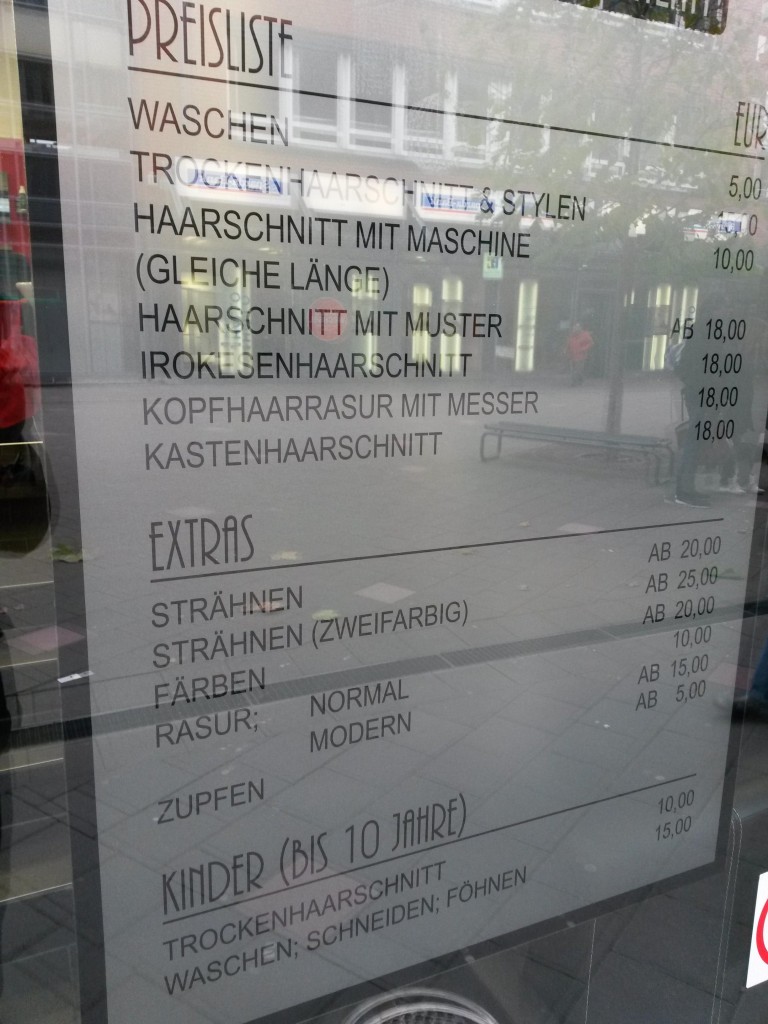 PREISLISTE
EUR
WASCHEN 5,00
TROCKENHAARSCHNITT & STYLEN
HAARSCHNITT MIT MASCHINE 10,00
(GLEICHE LÄNGE)
HAARSCHNITT MIT MUSTER AB 18,00
IROKESENHAARSCHNITT 18,00
KOPFHAARRASUR MIT MESSER 18,00
KASTENHAARSCHNITT 18,00
EXTRAS
STRÄHNEN AB 20,00
STRÄHNEN (ZWEIFARBIG) AB 25,00
FÄRBEN AB 20,00
RASUR; NORMAL 10,00
MODERN AB 15,00
ZUPFEN AB 5,00
KINDER (BIS 10 JAHRE)
TROCKENHAARSCHNITT 10,00
WASCHEN; SCHNEIDEN; FÖHNEN 15,00